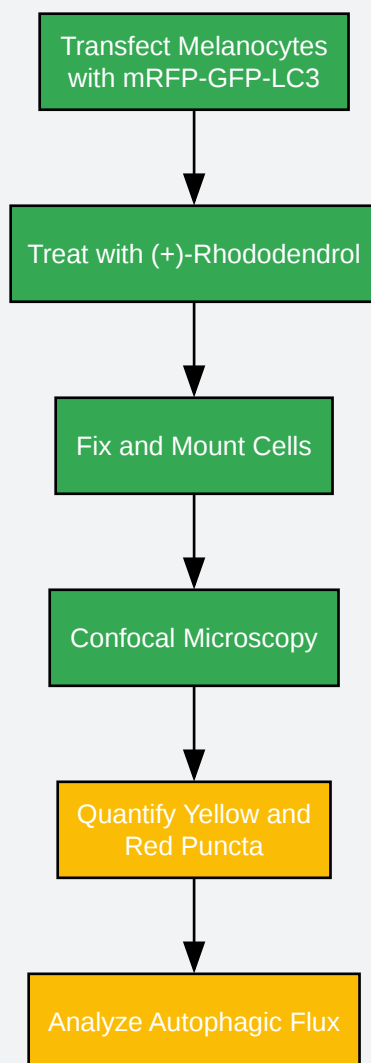 Transfect Melanocytes
with mRFP-GFP-LC3
Treat with (+)-Rhododendrol
Fix and Mount Cells
Confocal Microscopy
Quantify Yellow and
Red Puncta
Analyze Autophagic Flux